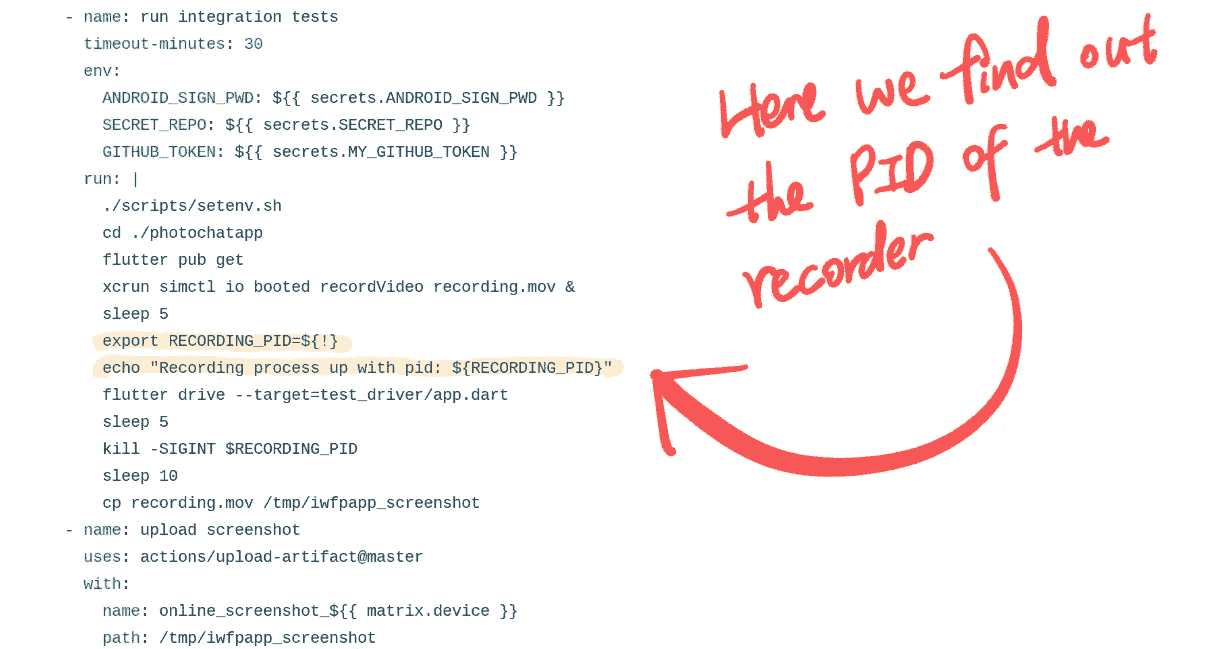 - name: run integration tests
timeout-minutes: 30
env:
ANDROID_SIGN_PWD: ${{ secrets.ANDROID_SIGN_PWD }}
SECRET_REPO: ${{ secrets.SECRET_REPO }}
GITHUB_TOKEN: ${{ secrets.MY_GITHUB_TOKEN }}
run: |
./scripts/setenv.sh
cd ./photochatapp
flutter pub get
xcrun simctl io booted recordVideo recording.mov &
sleep 5
export RECORDING_PID=${!}
echo "Recording process up with pid: ${RECORDING_PID}"
flutter drive --target=test_driver/app.dart
sleep 5
kill -SIGINT $RECORDING_PID
sleep 10
cp recording.mov /tmp/iwfpapp_screenshot
- name: upload screenshot
uses: actions/upload-artifact@master
with:
name: online_screenshot_${{ matrix.device }}
path: /tmp/iwfpapp_screenshot
Here we find out
the PID of the
recorder